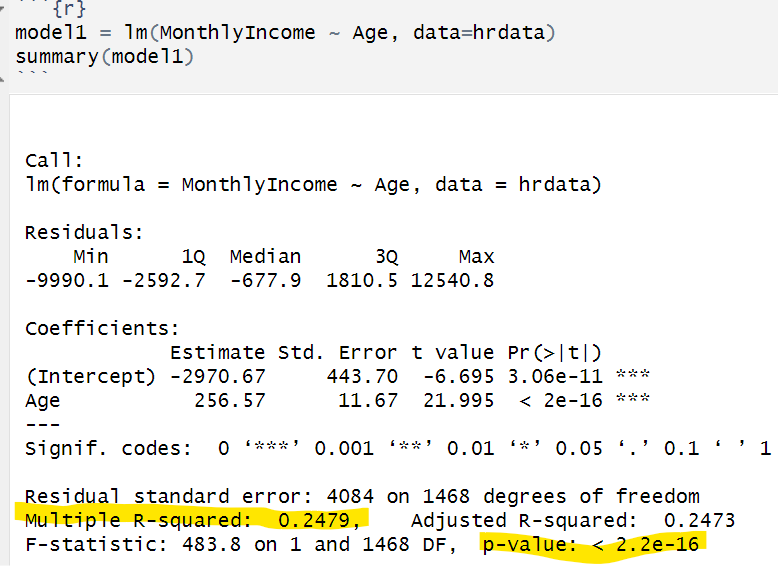 ```{r}
model1 = lm(MonthlyIncome ~ Age, data=hrdata)
summary(model1)
```
Call:
lm(formula = MonthlyIncome ~ Age, data = hrdata)
Residuals:
    Min      1Q  Median      3Q     Max
-9990.1 -2592.7  -677.9  1810.5 12540.8
Coefficients:
            Estimate Std. Error t value Pr(>|t|)
(Intercept) -2970.67     443.70  -6.695 3.06e-11 ***
Age           256.57      11.67  21.995  < 2e-16 ***
---
Signif. codes:  0 ‘***’ 0.001 ‘**’ 0.01 ‘*’ 0.05 ‘.’ 0.1 ‘ ’ 1
Residual standard error: 4084 on 1468 degrees of freedom
Multiple R-squared:  0.2479,    Adjusted R-squared:  0.2473
F-statistic: 483.8 on 1 and 1468 DF,  p-value: < 2.2e-16